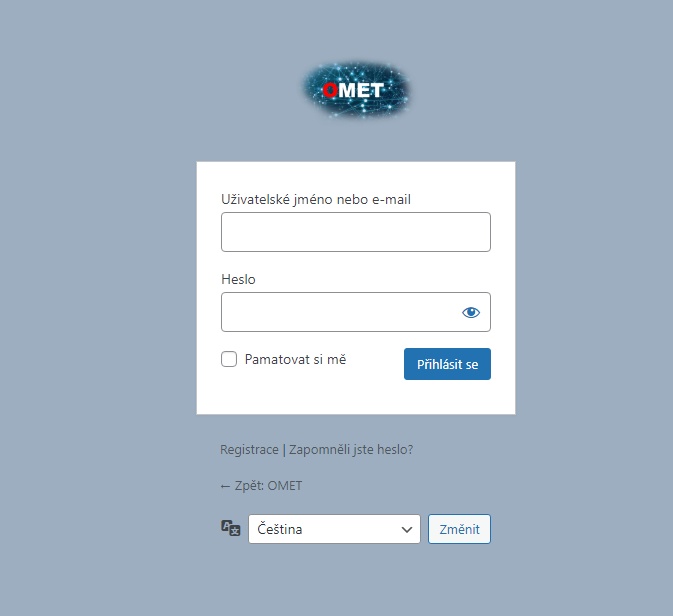 OMET
Uživatelské jméno nebo e-mail
Heslo
Pamatovat si mě
Přihlásit se
Registrace | Zapomněli jste heslo?
← Zpět: OMET
Čeština
Změnit